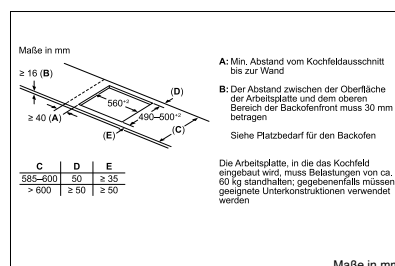 Maße in mm
≥ 16 (B)
(D)
560⁺²
490–500⁺²
≥ 40 (A)
(E)
(C)
C D E
585–600 50 ≥ 35
> 600 ≥ 50 ≥ 50
A: Min. Abstand vom Kochfeldausschnitt
bis zur Wand
B: Der Abstand zwischen der Oberfläche
der Arbeitsplatte und dem oberen
Bereich der Backofenfront muss 30 mm
betragen
Siehe Platzbedarf für den Backofen
Die Arbeitsplatte, in die das Kochfeld
eingebaut wird, muss Belastungen von ca.
60 kg standhalten; gegebenenfalls müssen
geeignete Unterkonstruktionen verwendet
werden
Maße in mm